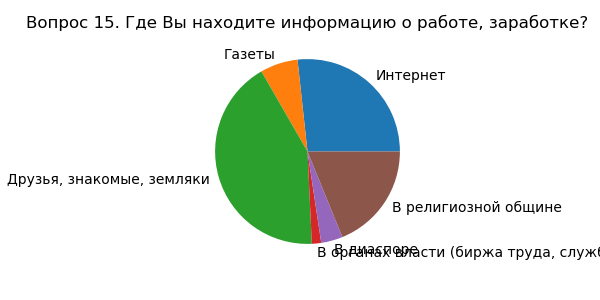 Вопрос 15. Где Вы находите информацию о работе, заработке?
Газеты
Интернет
Друзья, знакомые, земляки
В религиозной общине
В диаспоре
В органах власти (биржа труда,